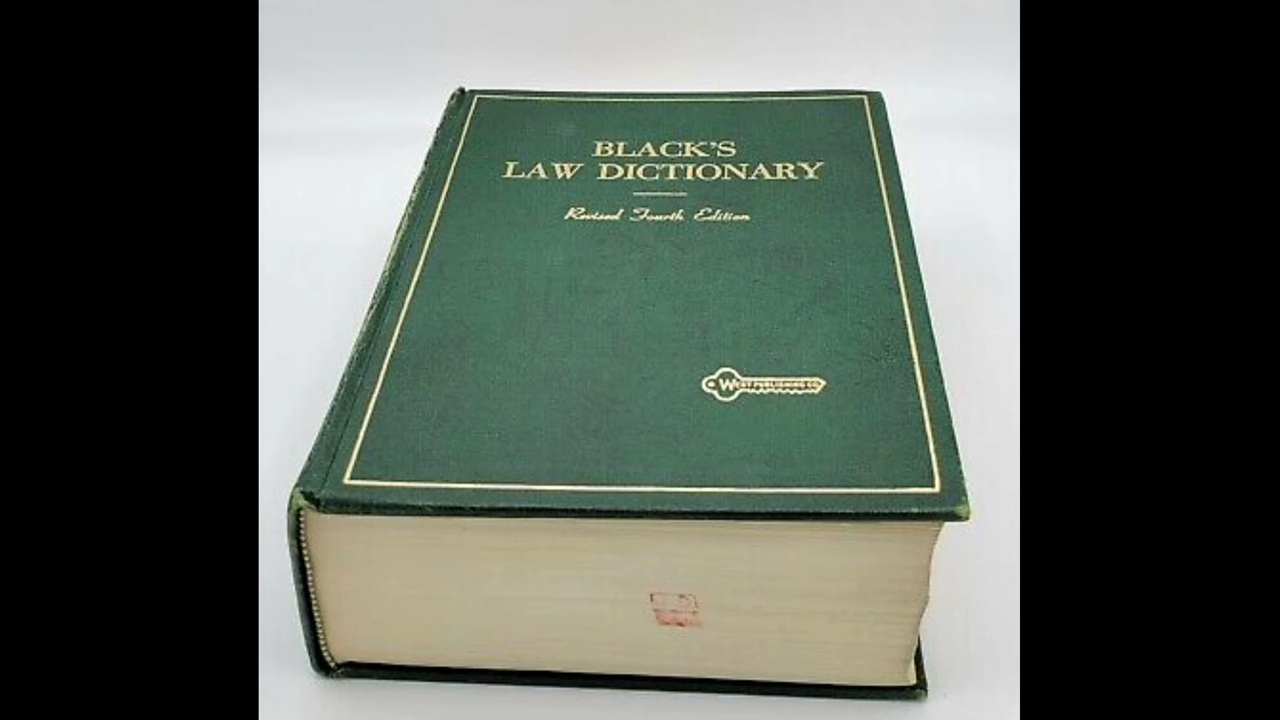 BLACK'S
LAW DICTIONARY
Revised Fourth Edition
WEST PUBLISHING CO